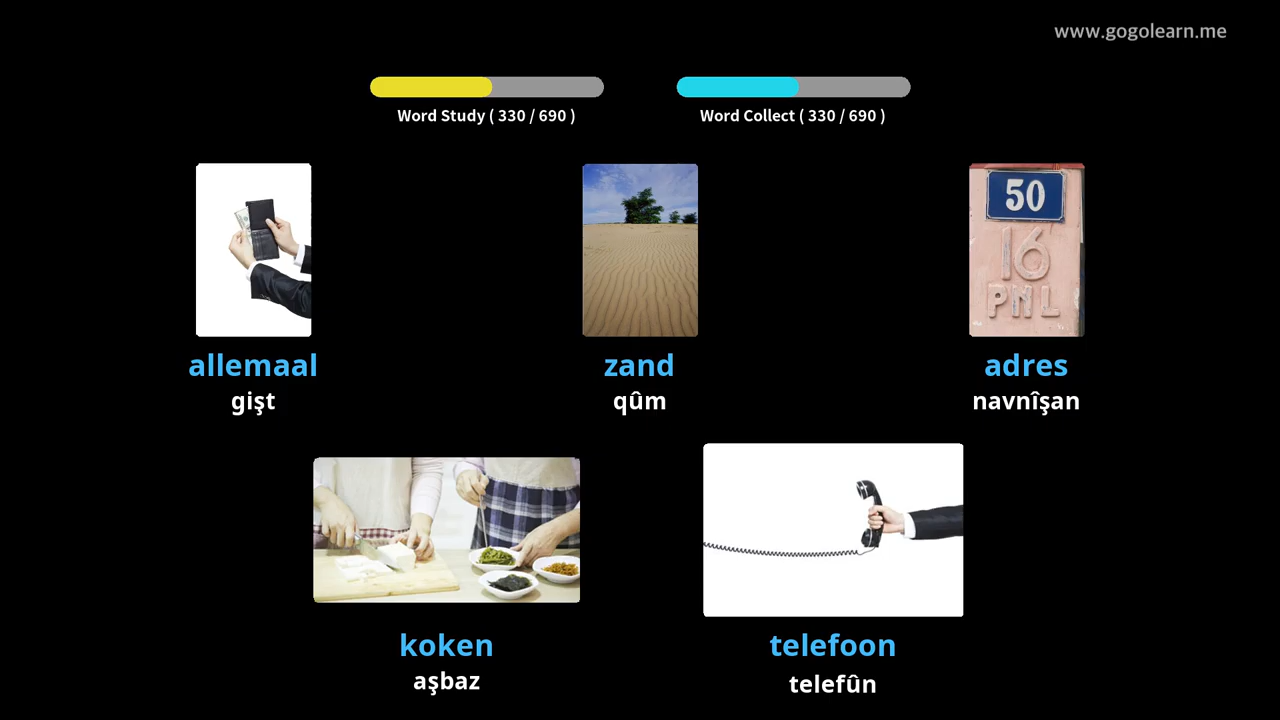 www.gogolearn.me
Word Study ( 330 / 690 )
Word Collect ( 330 / 690 )
50
16
PNL
allemaal
gişt
zand
qûm
adres
navnîşan
koken
aşbaz
telefoon
telefûn